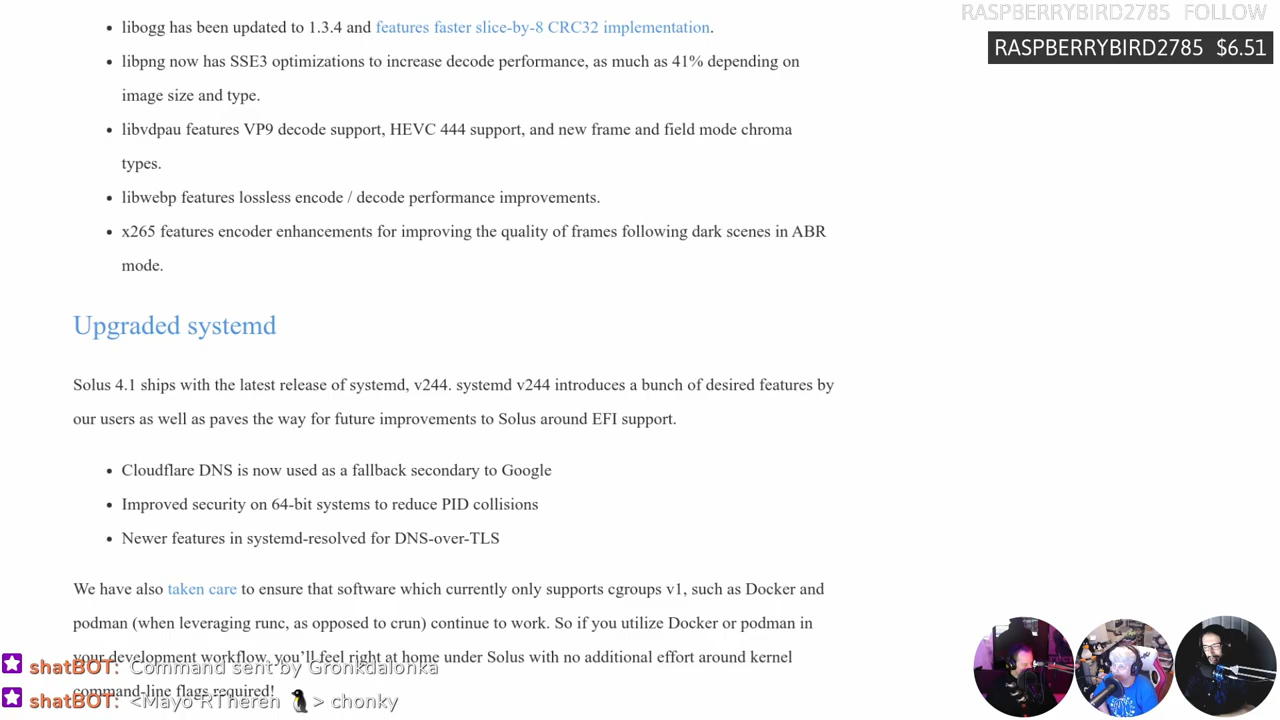 RASPBERRYBIRD2785 FOLLOW
RASPBERRYBIRD2785 $6.51
• libogg has been updated to 1.3.4 and features faster slice-by-8 CRC32 implementation.
• libpng now has SSE3 optimizations to increase decode performance, as much as 41% depending on
image size and type.
• libvdpau features VP9 decode support, HEVC 444 support, and new frame and field mode chroma
types.
• libwebp features lossless encode / decode performance improvements.
• x265 features encoder enhancements for improving the quality of frames following dark scenes in ABR
mode.
Upgraded systemd
Solus 4.1 ships with the latest release of systemd, v244. systemd v244 introduces a bunch of desired features by
our users as well as paves the way for future improvements to Solus around EFI support.
• Cloudflare DNS is now used as a fallback secondary to Google
• Improved security on 64-bit systems to reduce PID collisions
• Newer features in systemd-resolved for DNS-over-TLS
We have also taken care to ensure that software which currently only supports cgroups v1, such as Docker and
podman (when leveraging runc, as opposed to crun) continue to work. So if you utilize Docker or podman in
your development workflow, you'll feel right at home under Solus with no additional effort around kernel
shatBOT: Command sent by Gronkdalonka
command-line flags required!
shatBOT: <Mayo RTheren 🐧> chonky